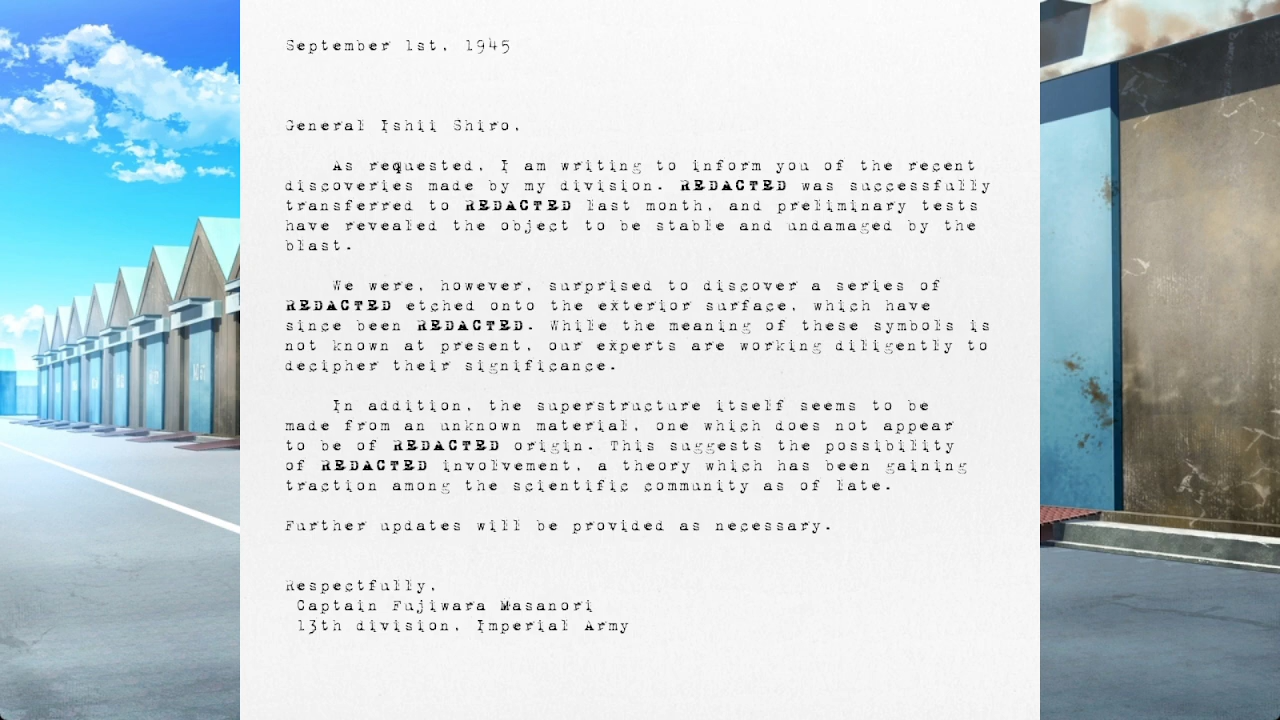 September 1st, 1945
General Ishii Shiro,
As requested, I am writing to inform you of the recent
discoveries made by my division. REDACTED was successfully
transferred to REDACTED last month, and preliminary tests
have revealed the object to be stable and undamaged by the
blast.
We were, however, surprised to discover a series of
REDACTED etched onto the exterior surface, which have
since been REDACTED. While the meaning of these symbols is
not known at present, our experts are working diligently to
decipher their significance.
In addition, the superstructure itself seems to be
made from an unknown material, one which does not appear
to be of REDACTED origin. This suggests the possibility
of REDACTED involvement, a theory which has been gaining
traction among the scientific community as of late.
Further updates will be provided as necessary.
Respectfully,
Captain Fujiwara Masanori
13th division, Imperial Army